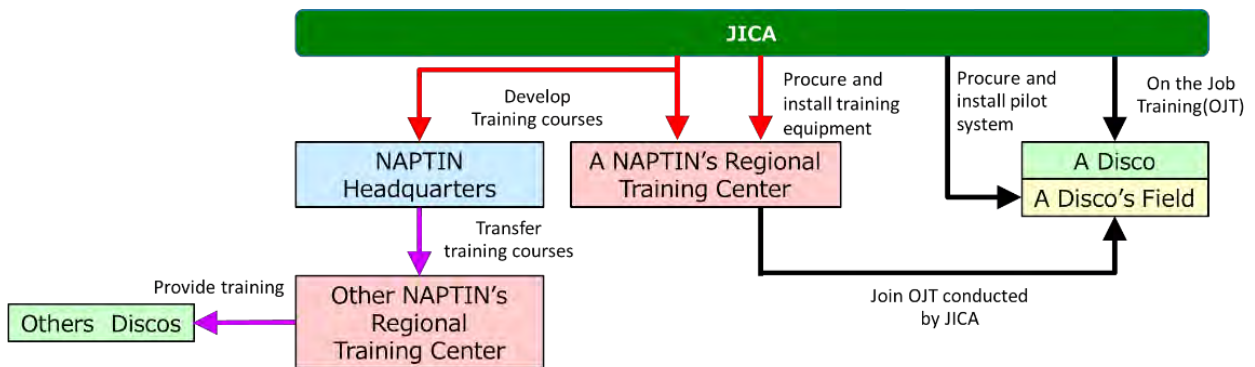 JICA
Develop
Training courses
Procure and
install training
equipment
Procure and
install pilot
system
On the Job
Training(OJT)
NAPTIN
Headquarters
A NAPTIN's Regional
Training Center
A Disco
A Disco's Field
Transfer
training courses
Join OJT conducted
by JICA
Provide training
Others Discos
Other NAPTIN's
Regional
Training Center